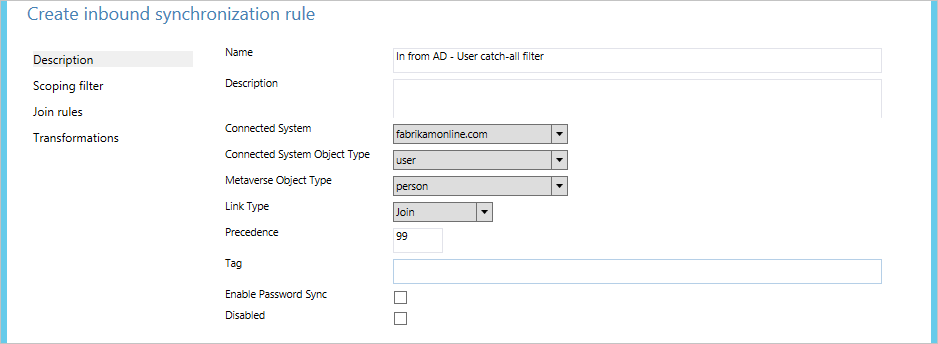 Create inbound synchronization rule
Description
Scoping filter
Join rules
Transformations
Name
In from AD - User catch-all filter
Description
Connected System
fabrikamonline.com
Connected System Object Type
user
Metaverse Object Type
person
Link Type
Join
Precedence
99
Tag
Enable Password Sync
Disabled